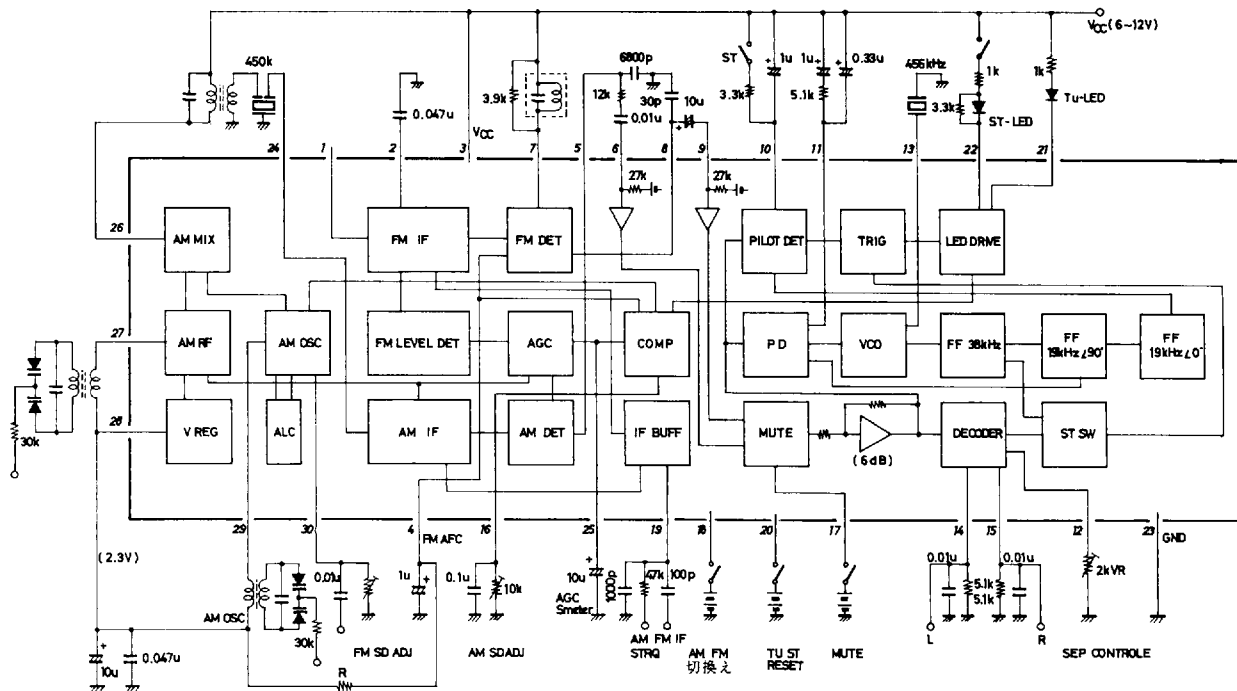 VCC (6~12V)
450k
6800p
ST
1u
1u
0.33u
456kHz
1k
1k
3.9k
12k
30p
10u
3.3k
5.1k
3.3k
Tu-LED
0.047u
0.01u
ST-LED
VCC
24
1
2
3
7
5
6
8
9
10
11
13
22
21
27k
27k
26
AM MIX
FM IF
FM DET
PILOT DET
TRIG
LED DRIVE
27
AM RF
AM OSC
FM LEVEL DET
AGC
COMP
PD
VCO
FF 38kHz
FF 19kHz∠90°
FF 19kHz∠0°
28
30k
V REG
ALC
AM IF
AM DET
IF BUFF
MUTE
(6dB)
DECODER
ST SW
29
30
4
16
25
19
18
20
17
14
15
12
23
GND
FM AFC
(2.3V)
0.01u
1u
0.1u
10k
10u
1000p
47k
100p
0.01u
5.1k
5.1k
0.01u
2kVR
AGC
Smeter
AM OSC
30k
AM FM IF
STRQ
AM FM
切換え
TU ST
RESET
MUTE
L
R
SEP CONTROLE
FM SD ADJ
AM SD ADJ
10u
0.047u
R